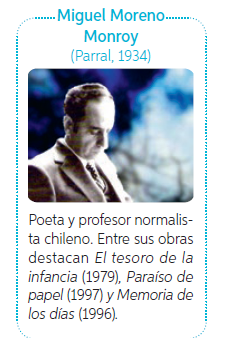 Miguel Moreno
Monroy
(Parral, 1934)
Poeta y profesor normalis-
ta chileno. Entre sus obras
destacan El tesoro de la
infancia (1979), Paraíso de
papel (1997) y Memoria de
los días (1996).